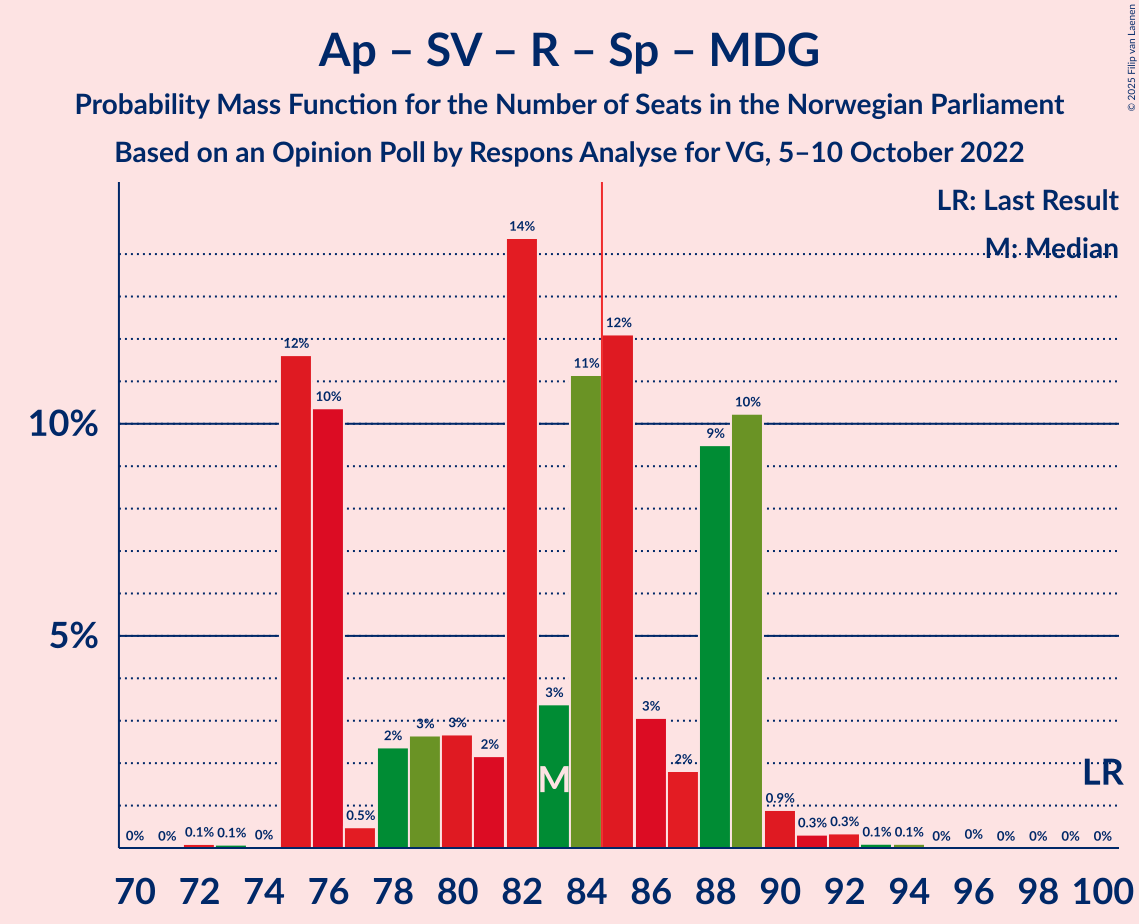 Ap – SV – R – Sp – MDG
Probability Mass Function for the Number of Seats in the Norwegian Parliament
Based on an Opinion Poll by Respons Analyse for VG, 5–10 October 2022
© 2025 Filip van Laenen
LR: Last Result
M: Median
10%
5%
0% 0% 0.1% 0.1% 0% 12% 10% 0.5% 2% 3% 3% 2% 14% 3% 11% 12% 3% 2% 9% 10% 0.9% 0.3% 0.3% 0.1% 0.1% 0% 0% 0% 0% 0% 0%
M
LR
70 72 74 76 78 80 82 84 86 88 90 92 94 96 98 100